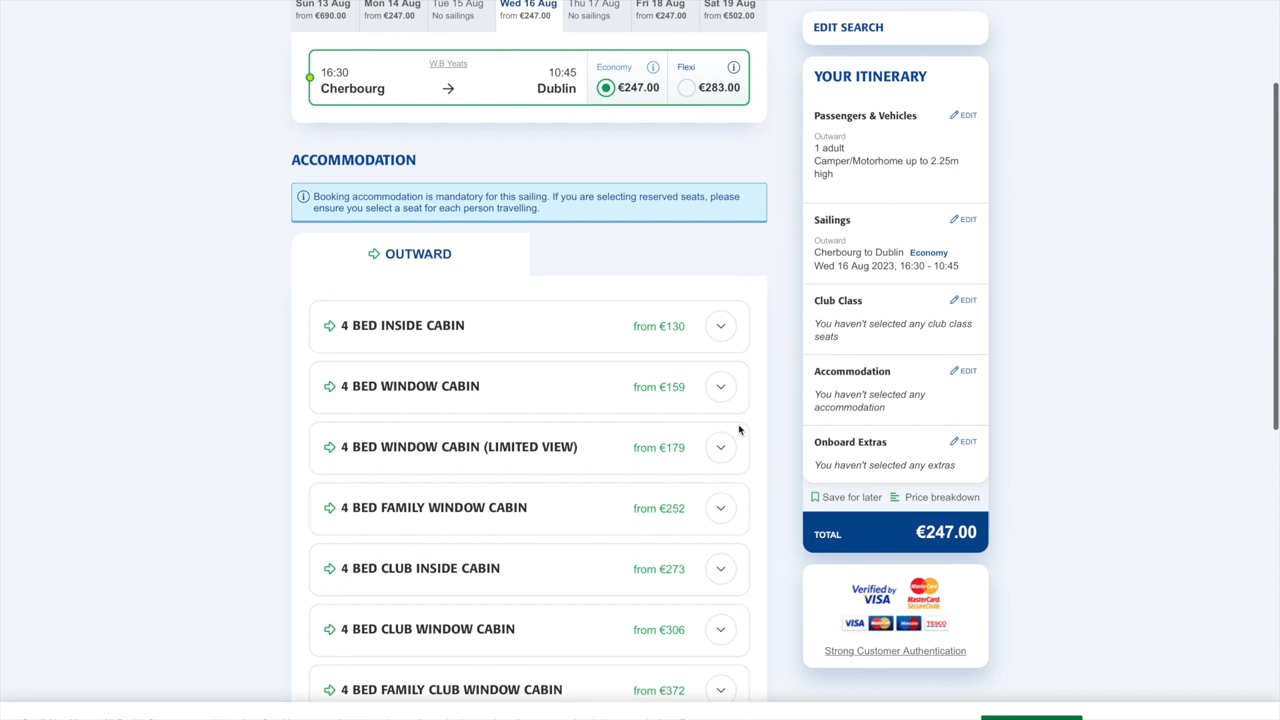 Sun 13 Aug
from €690.00
Mon 14 Aug
from €247.00
Tue 15 Aug
No sailings
Wed 16 Aug
from €247.00
Thu 17 Aug
No sailings
Fri 18 Aug
from €247.00
Sat 19 Aug
from €502.00
16:30
Cherbourg
W.B Yeats
10:45
Dublin
Economy
€247.00
Flexi
€283.00
ACCOMMODATION
Booking accommodation is mandatory for this sailing. If you are selecting reserved seats, please
ensure you select a seat for each person travelling.
OUTWARD
4 BED INSIDE CABIN from €130
4 BED WINDOW CABIN from €159
4 BED WINDOW CABIN (LIMITED VIEW) from €179
4 BED FAMILY WINDOW CABIN from €252
4 BED CLUB INSIDE CABIN from €273
4 BED CLUB WINDOW CABIN from €306
4 BED FAMILY CLUB WINDOW CABIN from €372
EDIT SEARCH
YOUR ITINERARY
Passengers & Vehicles EDIT
Outward
1 adult
Camper/Motorhome up to 2.25m
high
Sailings EDIT
Outward
Cherbourg to Dublin Economy
Wed 16 Aug 2023, 16:30 - 10:45
Club Class EDIT
You haven't selected any club class
seats
Accommodation EDIT
You haven't selected any
accommodation
Onboard Extras EDIT
You haven't selected any extras
Save for later Price breakdown
TOTAL €247.00
Verified by
VISA
MasterCard
MasterCard.
SecureCode
VISA MasterCard Maestro TESCO
Strong Customer Authentication